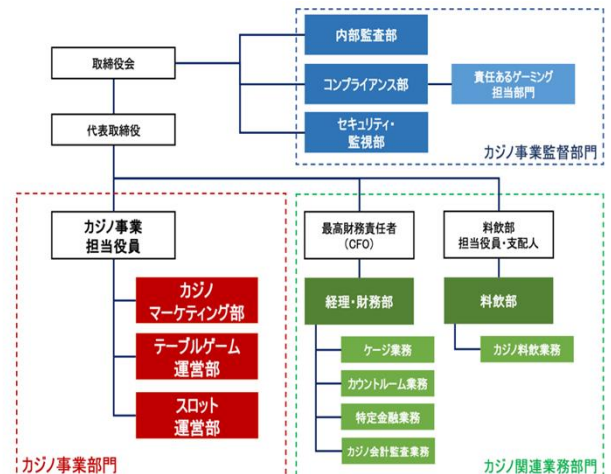 取締役会
代表取締役
内部監査部
コンプライアンス部
責任あるゲーミング
担当部門
セキュリティ・
監視部
カジノ事業監督部門
カジノ事業
担当役員
カジノ
マーケティング部
テーブルゲーム
運営部
スロット
運営部
カジノ事業部門
最高財務責任者
(CFO)
経理・財務部
ケージ業務
カウントルーム業務
特定金融業務
カジノ会計監査業務
料飲部
担当役員・支配人
料飲部
カジノ料飲業務
カジノ関連業務部門